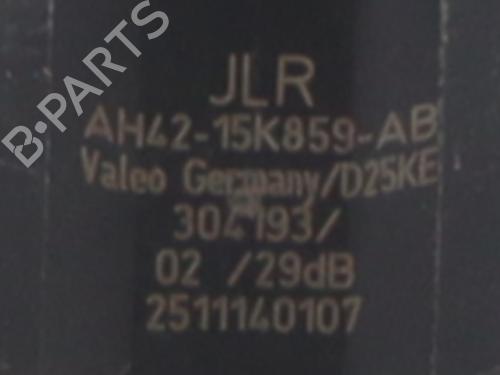 JLR
AH42-15K859-AB
Valeo Germany/D25KE
304193/
02 /29dB
2511140107
B-PARTS